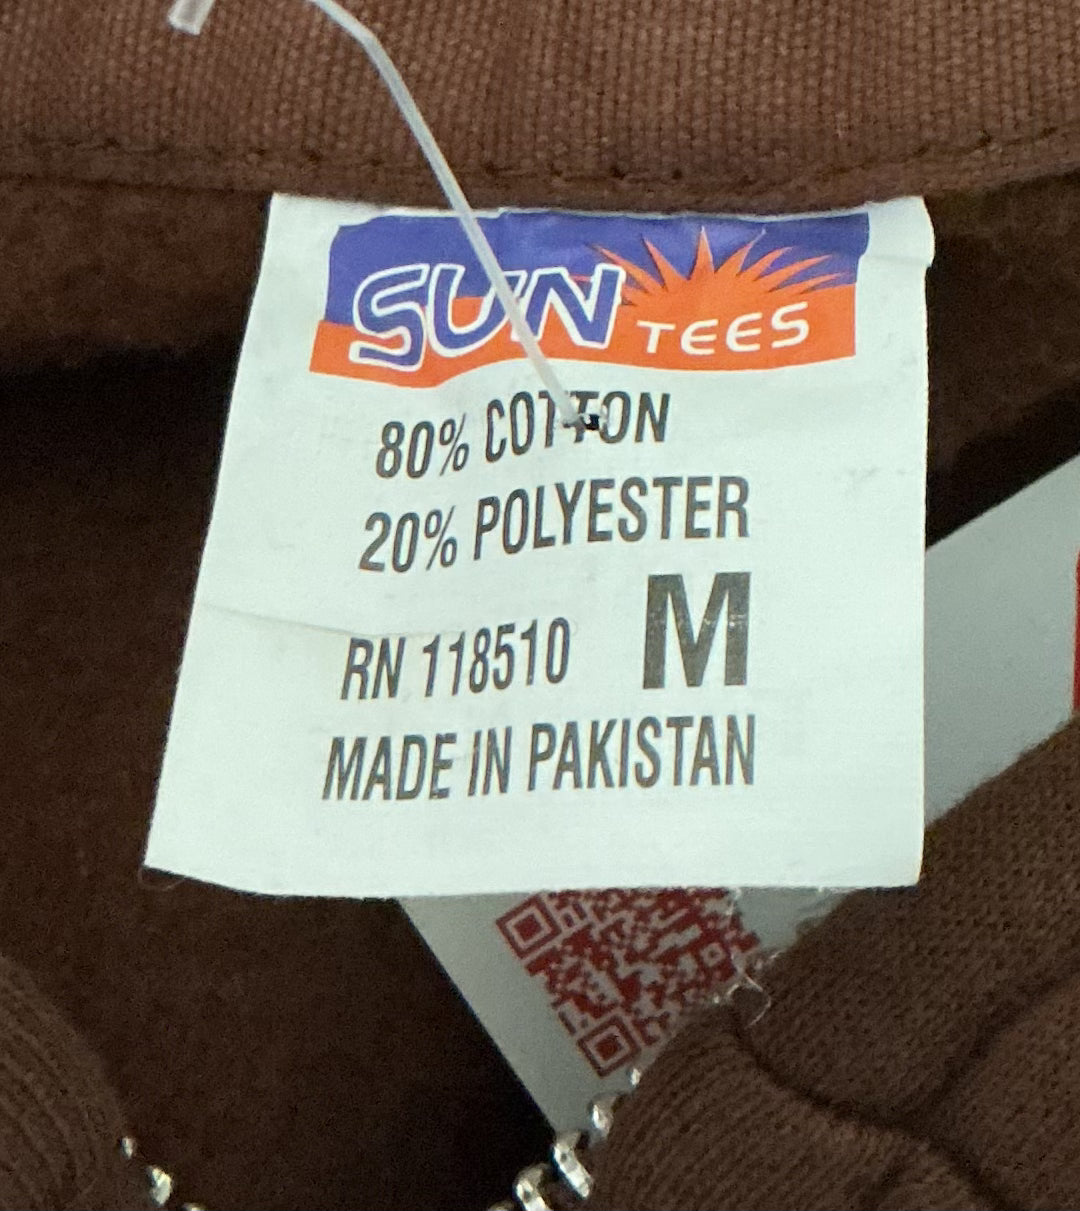 SUN TEES
80% COTTON
20% POLYESTER
RN 118510 M
MADE IN PAKISTAN